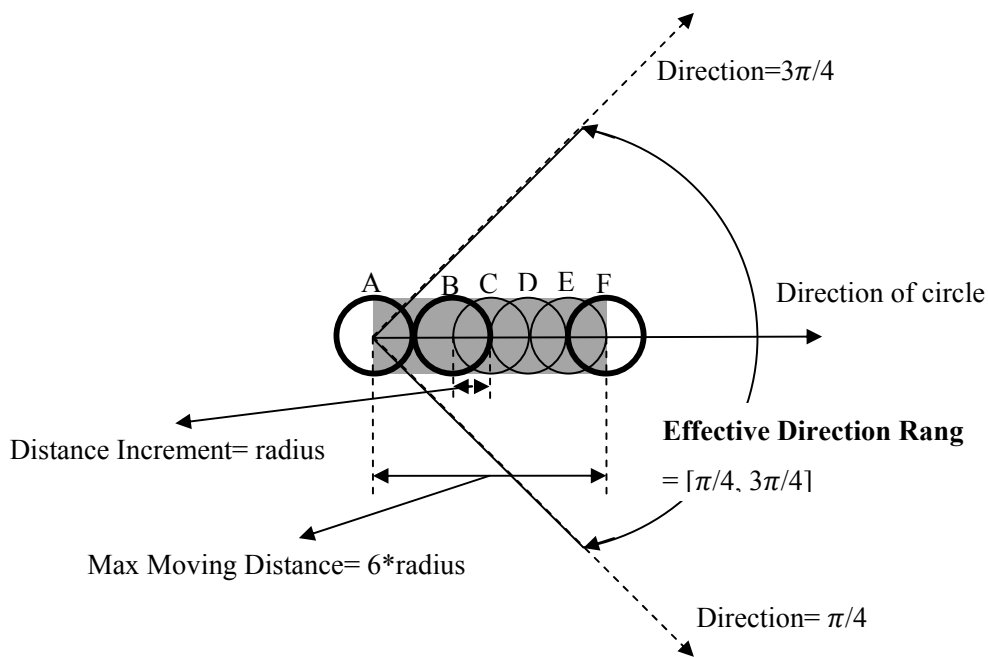 Direction=3𝜋/4
A B C D E F
Direction of circle
Distance Increment= radius
Effective Direction Rang
= [𝜋/4, 3𝜋/4]
Max Moving Distance= 6*radius
Direction= 𝜋/4